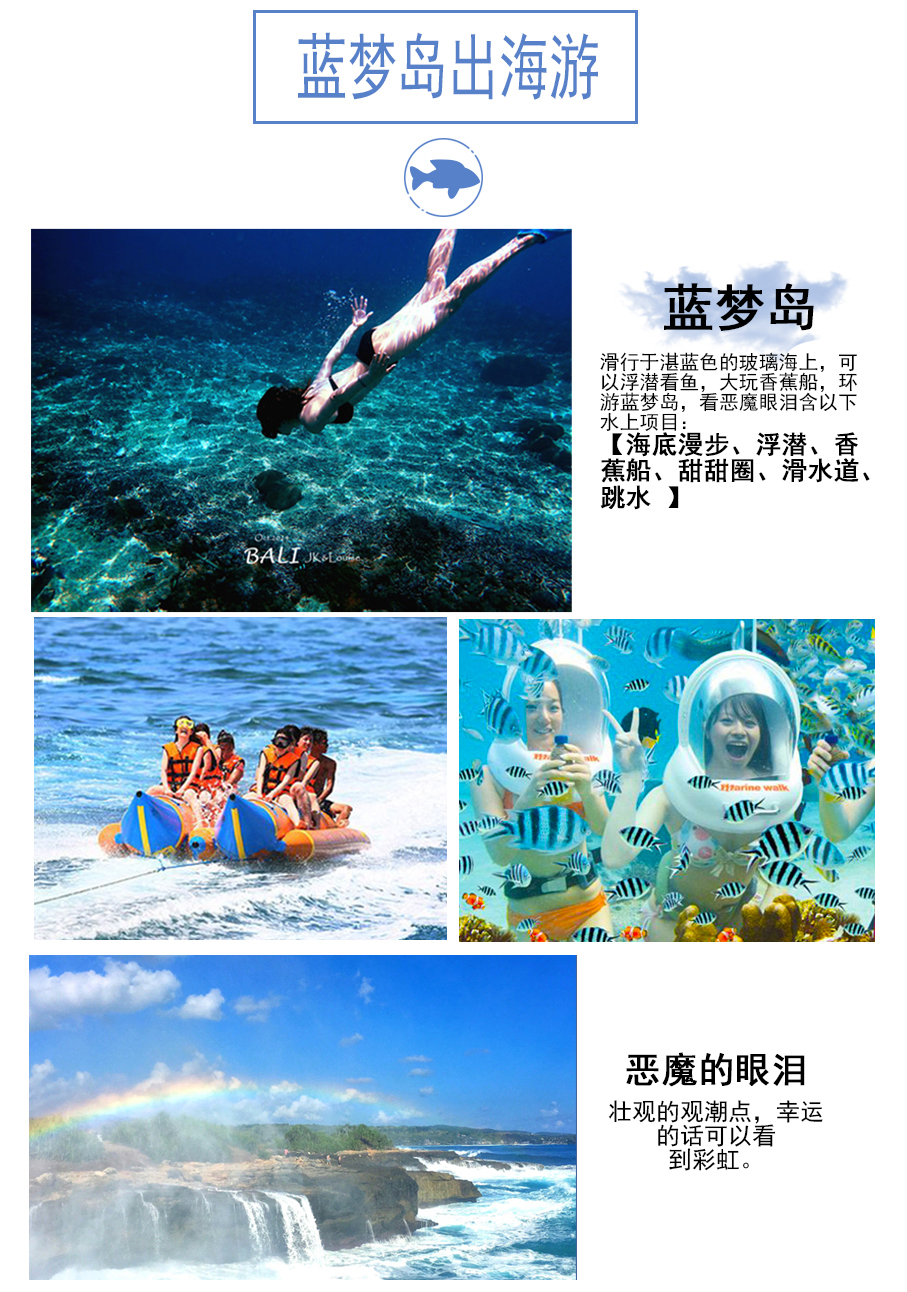 蓝梦岛出海游
蓝梦岛
滑行于湛蓝色的玻璃海上，可
以浮潜看鱼，大玩香蕉船，环
游蓝梦岛，看恶魔眼泪含以下
水上项目：
【海底漫步、浮潜、香
蕉船、甜甜圈、滑水道、
跳水 】
BALI JK&Louise
marine walk
marine walk
恶魔的眼泪
壮观的观潮点，幸运
的话可以看
到彩虹。